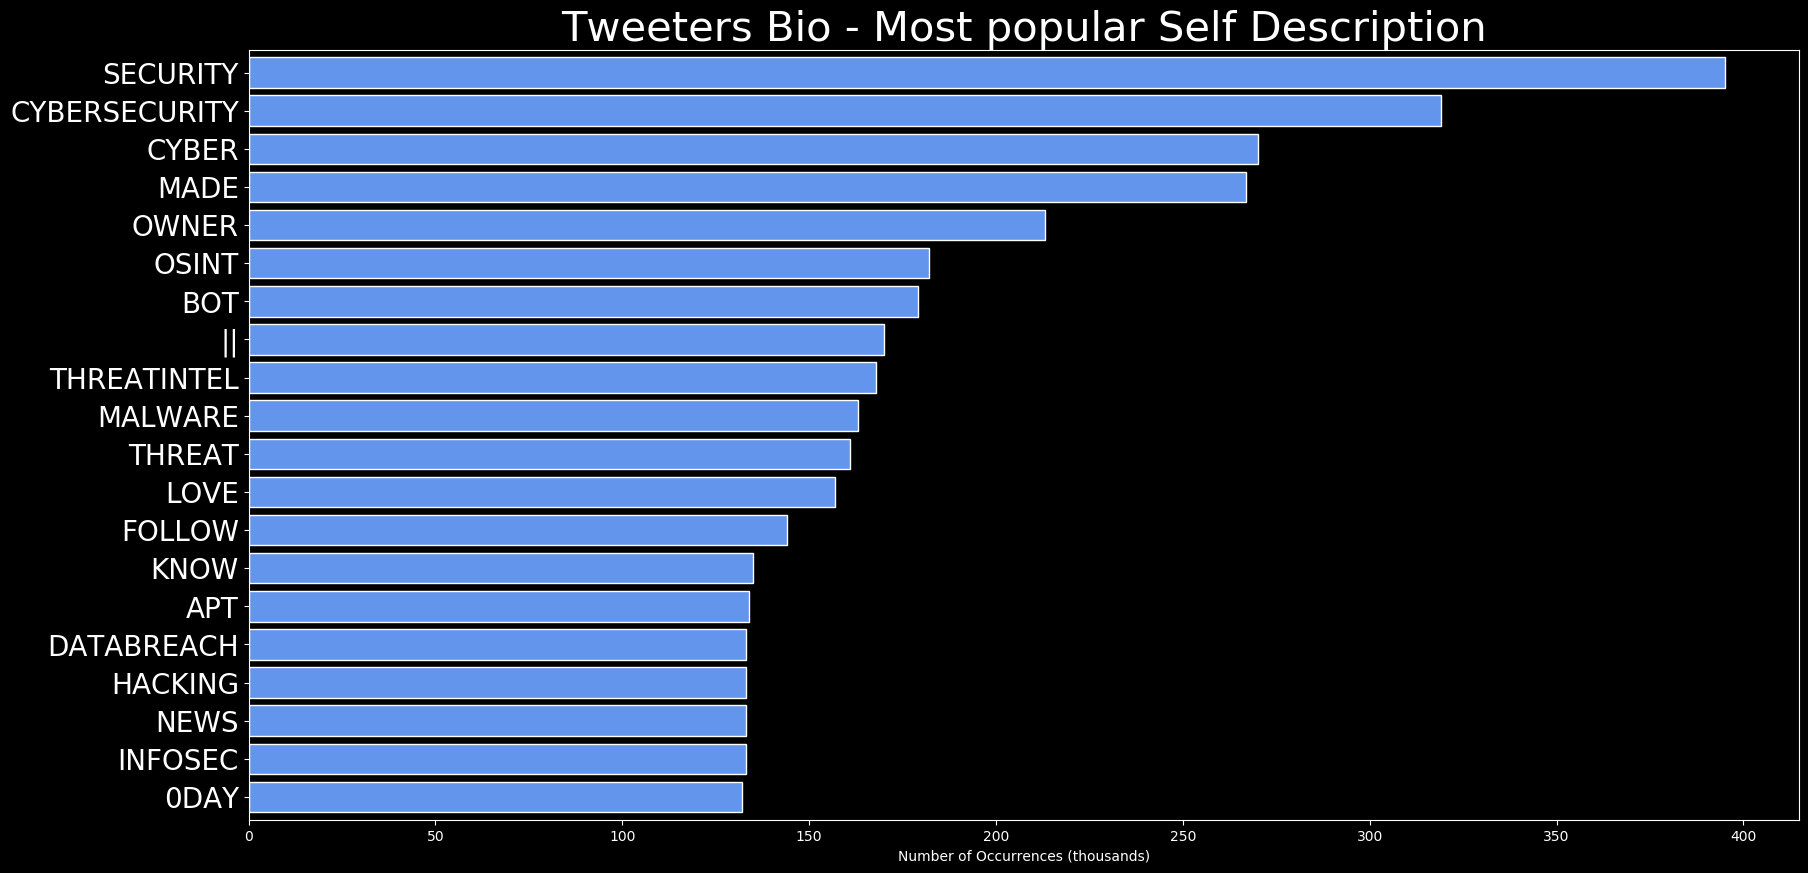 Tweeters Bio - Most popular Self Description
SECURITY
CYBERSECURITY
CYBER
MADE
OWNER
OSINT
BOT
||
THREATINTEL
MALWARE
THREAT
LOVE
FOLLOW
KNOW
APT
DATABREACH
HACKING
NEWS
INFOSEC
0DAY
0 50 100 150 200 250 300 350 400
Number of Occurrences (thousands)